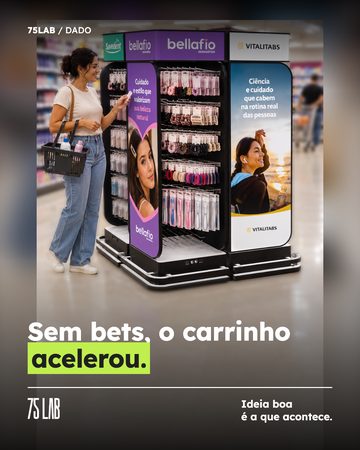 75LAB / DADO
Sanident
bellafio
bellafio
VITALITABS
Cuidado
e estilo que
valorizam
sua beleza
natural
bellafio
Ciência
e cuidado
que cabem
na rotina real
das pessoas
VITALITABS
Sem bets, o carrinho
acelerou.
75 LAB
Ideia boa
é a que acontece.